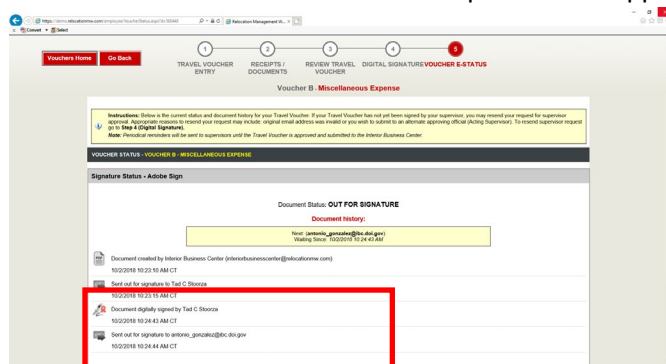 https://demo.relocationmw.com/employee/VoucherStatus.aspx?
Relocation Management W...
Convert Select
Vouchers Home Go Back
1 2 3 4 5
TRAVEL VOUCHER ENTRY
RECEIPTS / DOCUMENTS
REVIEW TRAVEL VOUCHER
DIGITAL SIGNATURE
VOUCHER E-STATUS
Voucher B - Miscellaneous Expense
Instructions: Below is the current status and document history for your Travel Voucher. If your Travel Voucher has not yet been signed by your supervisor, you may resend your request for supervisor
approval. Appropriate reasons to resend your request may include: original email address was invalid or you wish to submit to an alternate approving official (Acting Supervisor). To resend supervisor request
go to Step 4 (Digital Signature).
Note: Periodical reminders will be sent to supervisors until the Travel Voucher is approved and submitted to the Interior Business Center.
VOUCHER STATUS - VOUCHER B - MISCELLANEOUS EXPENSE
Signature Status - Adobe Sign
Document Status: OUT FOR SIGNATURE
Document history:
Next: (antonio_gonzalez@ibc.doi.gov)
Waiting Since: 10/2/2018 10:24:43 AM
Document created by Interior Business Center (interiorbusinesscenter@relocationmw.com)
10/2/2018 10:23:10 AM CT
Sent out for signature to Tad C Stoorza
10/2/2018 10:23:15 AM CT
Document digitally signed by Tad C Stoorza
10/2/2018 10:24:43 AM CT
Sent out for signature to antonio_gonzalez@ibc.doi.gov
10/2/2018 10:24:44 AM CT